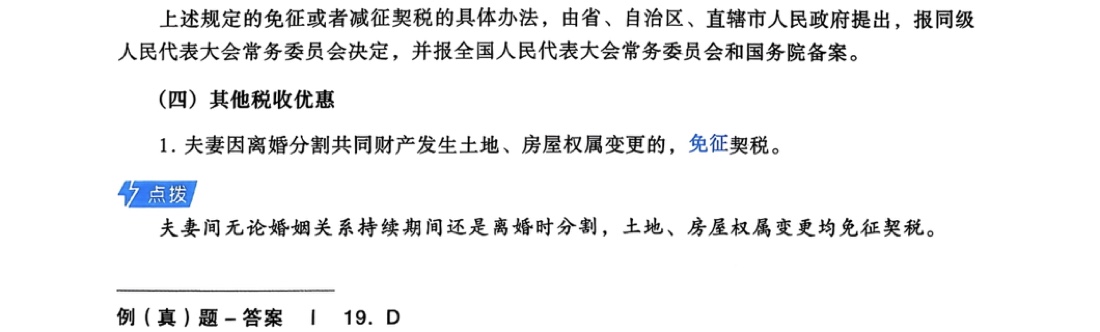 上述规定的免征或者减征契税的具体办法，由省、自治区、直辖市人民政府提出，报同级
人民代表大会常务委员会决定，并报全国人民代表大会常务委员会和国务院备案。
（四）其他税收优惠
1. 夫妻因离婚分割共同财产发生土地、房屋权属变更的，免征契税。
点拨
夫妻间无论婚姻关系持续期间还是离婚时分割，土地、房屋权属变更均免征契税。
例（真）题－答案 | 19. D